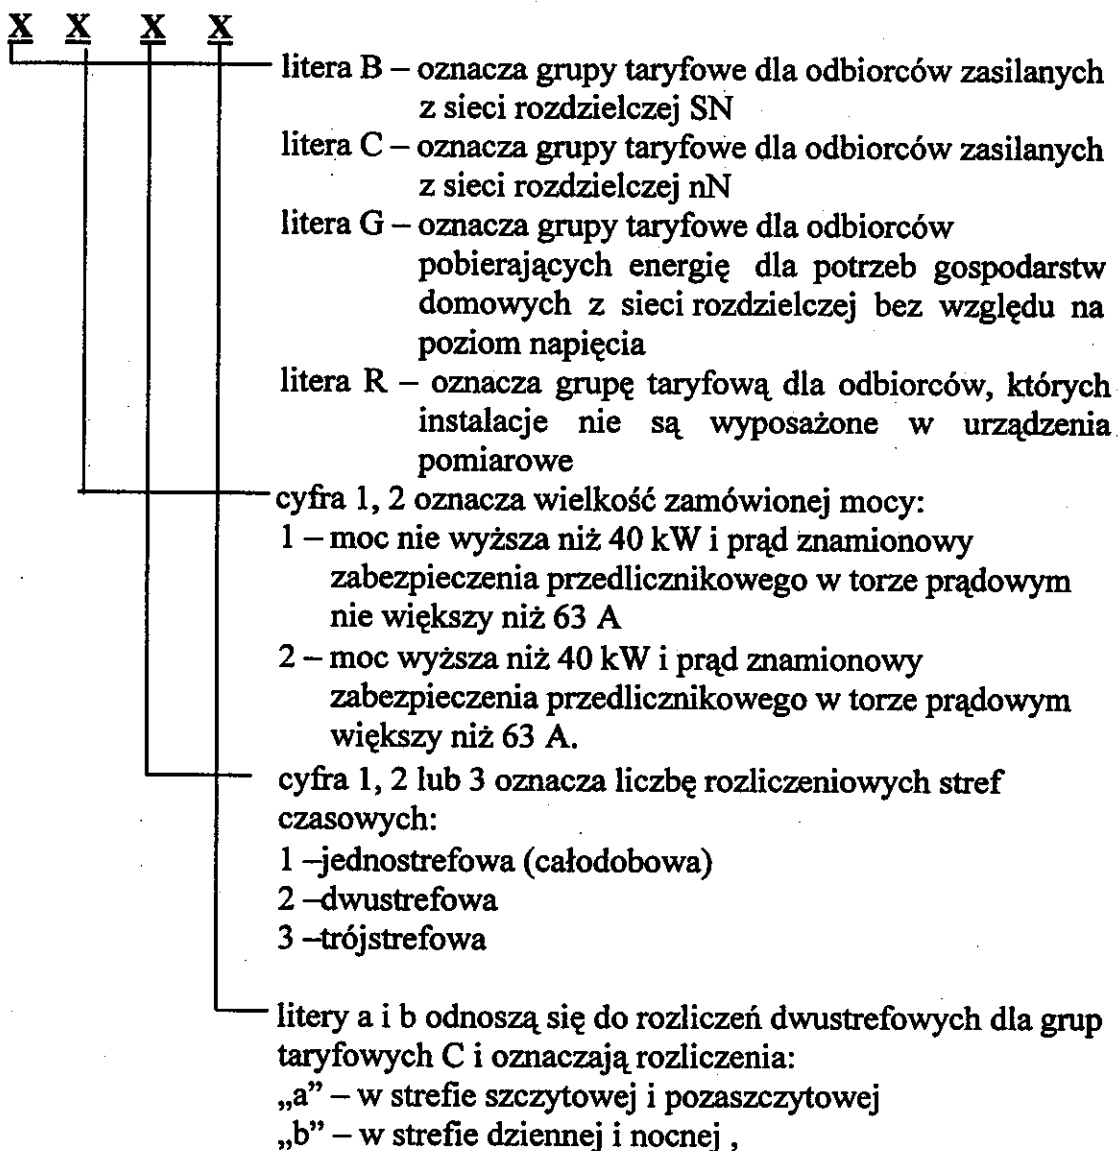 X X X X
litera B – oznacza grupy taryfowe dla odbiorców zasilanych
z sieci rozdzielczej SN
litera C – oznacza grupy taryfowe dla odbiorców zasilanych
z sieci rozdzielczej nN
litera G – oznacza grupy taryfowe dla odbiorców
pobierających energię dla potrzeb gospodarstw
domowych z sieci rozdzielczej bez względu na
poziom napięcia
litera R – oznacza grupę taryfową dla odbiorców, których
instalacje nie są wyposażone w urządzenia
pomiarowe
cyfra 1, 2 oznacza wielkość zamówionej mocy:
1 – moc nie wyższa niż 40 kW i prąd znamionowy
zabezpieczenia przedlicznikowego w torze prądowym
nie większy niż 63 A
2 – moc wyższa niż 40 kW i prąd znamionowy
zabezpieczenia przedlicznikowego w torze prądowym
większy niż 63 A.
cyfra 1, 2 lub 3 oznacza liczbę rozliczeniowych stref
czasowych:
1 –jednostrefowa (całodobowa)
2 –dwustrefowa
3 –trójstrefowa
litery a i b odnoszą się do rozliczeń dwustrefowych dla grup
taryfowych C i oznaczają rozliczenia:
„a” – w strefie szczytowej i pozaszczytowej
„b” – w strefie dziennej i nocnej ,